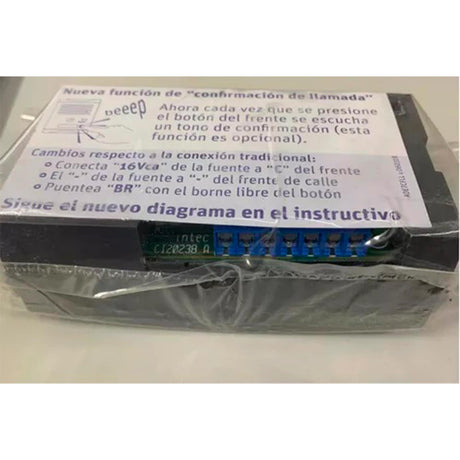 Nueva función de "confirmación de llamada"
Beeep
Ahora cada vez que se presione
el botón del frente se escucha
un tono de confirmación (esta
función es opcional).
Cambios respecto a la conexión tradicional:
○ Conecta "16Vca" de la fuente a "C" del frente
○ El "-" de la fuente a "-" del frente de calle
○ Puentea "BR" con el borne libre del botón
Sigue el nuevo diagrama en el instructivo
intec
CI20238 A